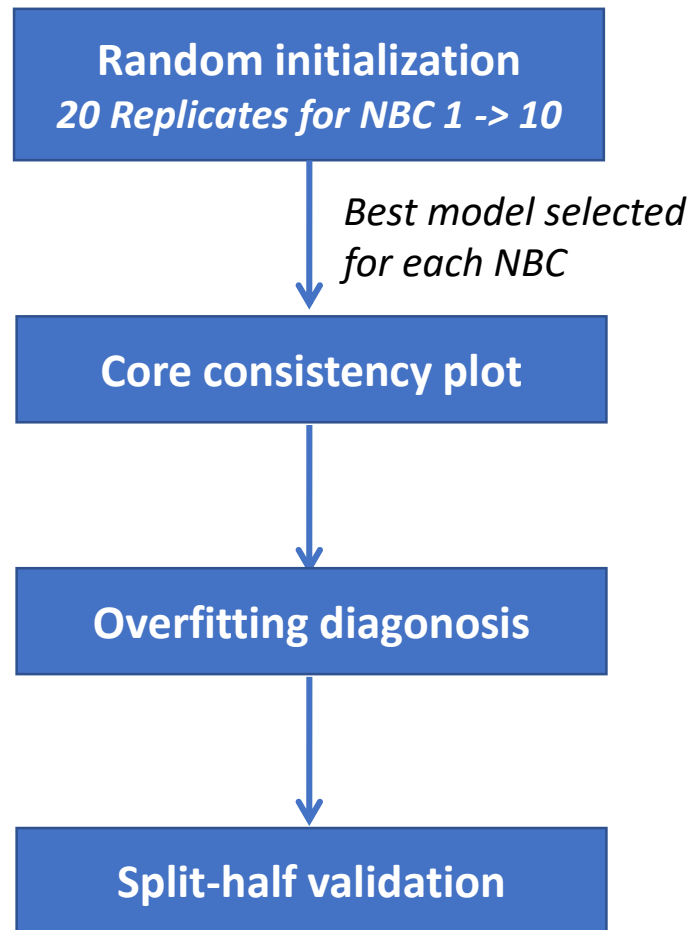 Random initialization
20 Replicates for NBC 1 -> 10
Best model selected
for each NBC
Core consistency plot
Overfitting diagonosis
Split-half validation